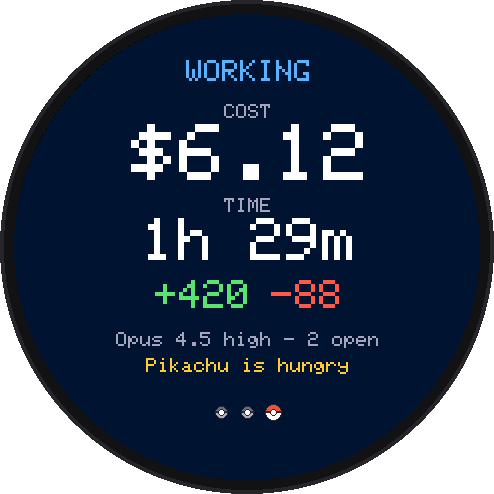 WORKING
COST
$6.12
TIME
1h 29m
+420 -88
Opus 4.5 high - 2 open
Pikachu is hungry